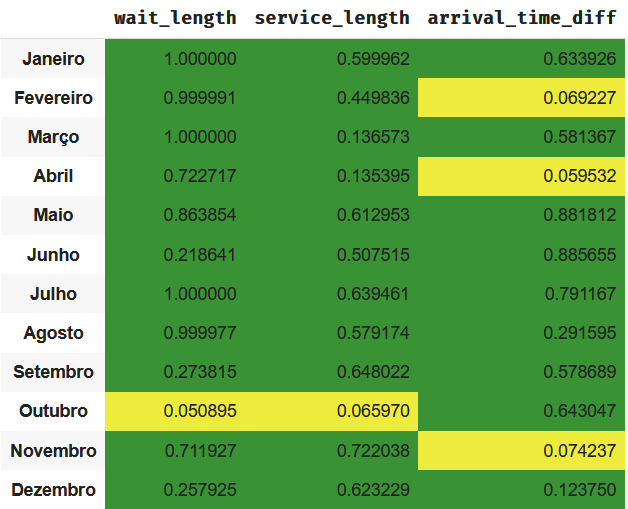 wait_length service_length arrival_time_diff
Janeiro 1.000000 0.599962 0.633926
Fevereiro 0.999991 0.449836 0.069227
Março 1.000000 0.136573 0.581367
Abril 0.722717 0.135395 0.059532
Maio 0.863854 0.612953 0.881812
Junho 0.218641 0.507515 0.885655
Julho 1.000000 0.639461 0.791167
Agosto 0.999977 0.579174 0.291595
Setembro 0.273815 0.648022 0.578689
Outubro 0.050895 0.065970 0.643047
Novembro 0.711927 0.722038 0.074237
Dezembro 0.257925 0.623229 0.123750